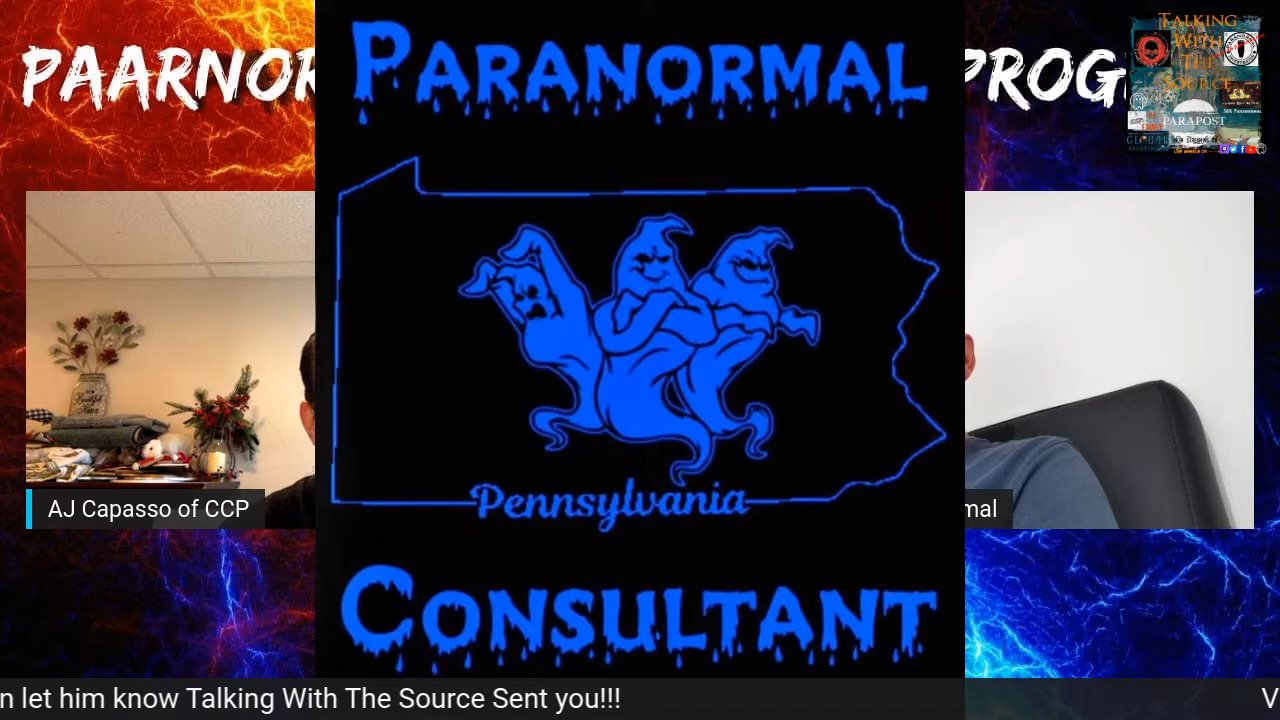 PAARNOR
PARANORMAL
PROG
TALKING
WITH
THE
SOURCE
PARAPOST
GLOBAL
Pennsylvania
CONSULTANT
AJ Capasso of CCP
mal
n let him know Talking With The Source Sent you!!!
V